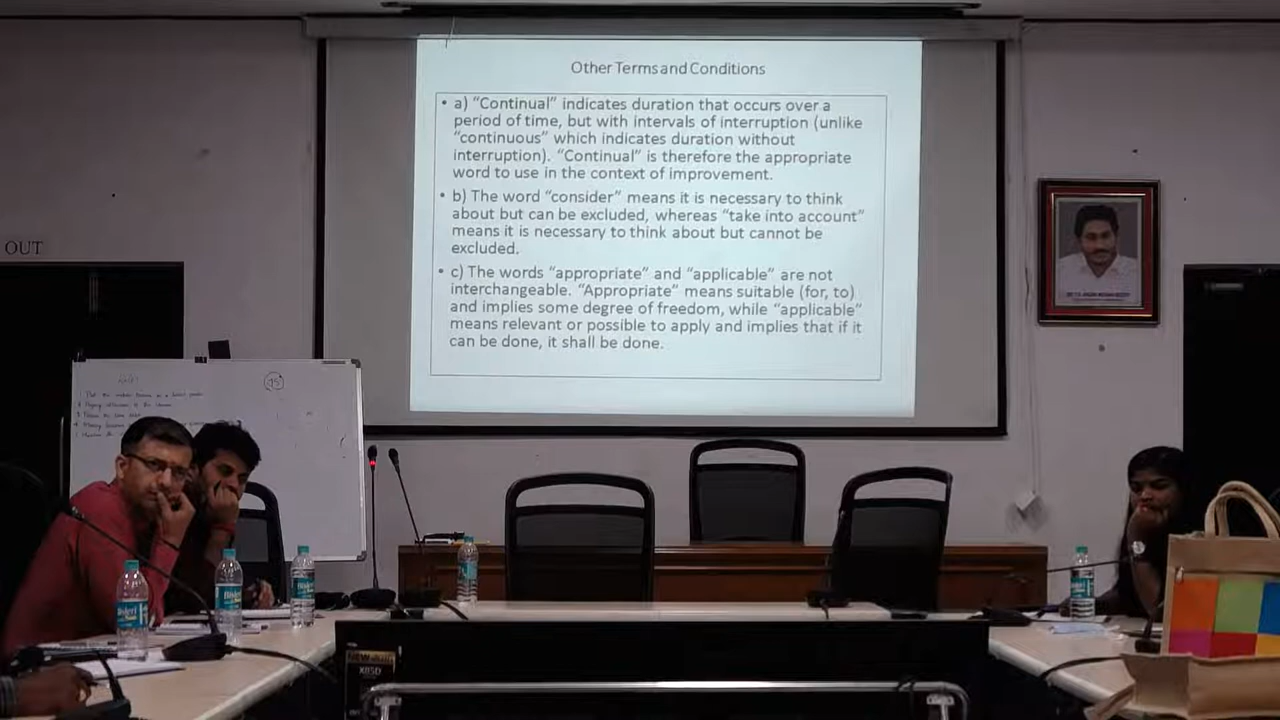 Other Terms and Conditions
• a) “Continual” indicates duration that occurs over a
period of time, but with intervals of interruption (unlike
“continuous” which indicates duration without
interruption). “Continual” is therefore the appropriate
word to use in the context of improvement.
• b) The word “consider” means it is necessary to think
about but can be excluded, whereas “take into account”
means it is necessary to think about but cannot be
excluded.
• c) The words “appropriate” and “applicable” are not
interchangeable. “Appropriate” means suitable (for, to)
and implies some degree of freedom, while “applicable”
means relevant or possible to apply and implies that if it
can be done, it shall be done.
OUT
Bisleri
Bisleri
Bisleri
NEW
X85D